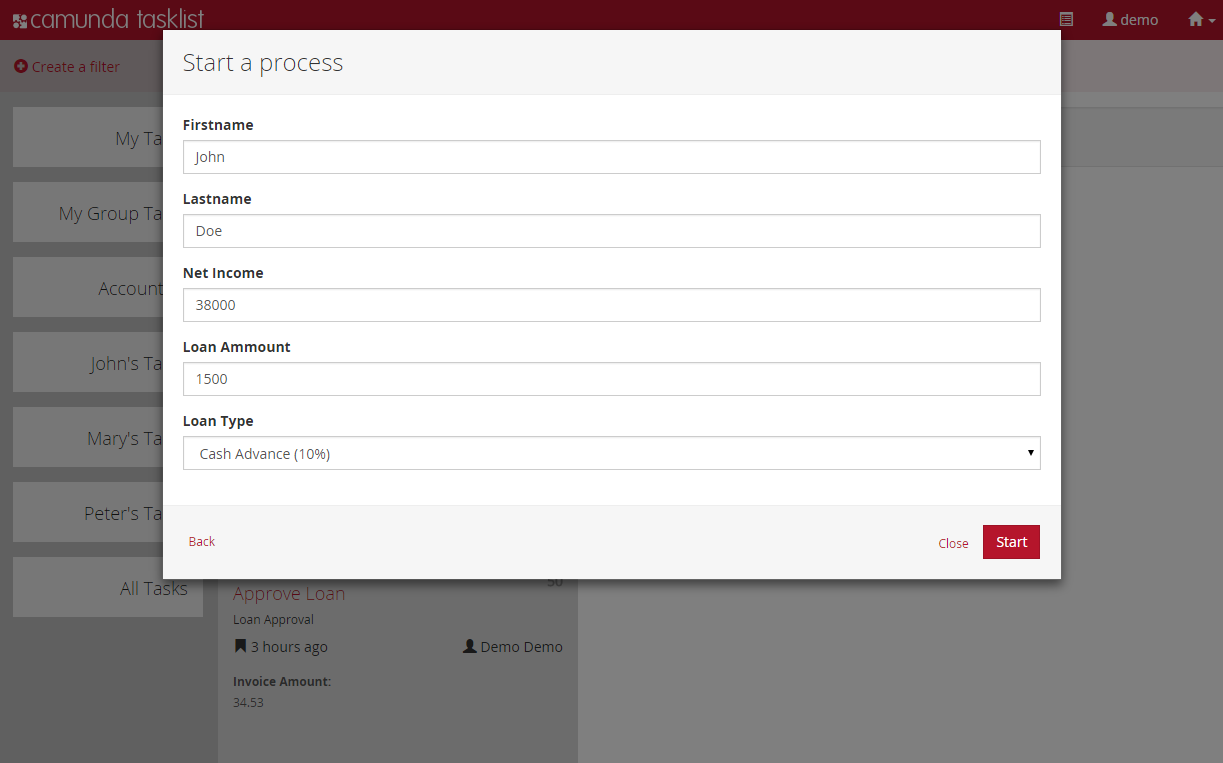 camunda tasklist
demo
Create a filter
Start a process
Firstname
John
Lastname
Doe
Net Income
38000
Loan Ammount
1500
Loan Type
Cash Advance (10%)
Back
Close
Start
My Ta
My Group Ta
Account
John's Ta
Mary's Ta
Peter's Ta
All Tasks
50
Approve Loan
Loan Approval
3 hours ago
Demo Demo
Invoice Amount:
34.53